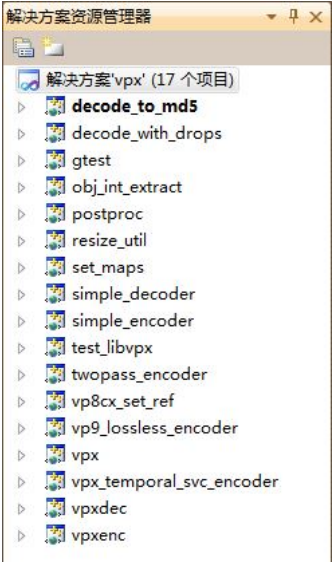 解决方案资源管理器
解决方案'vpx' (17 个项目)
decode_to_md5
decode_with_drops
gtest
obj_int_extract
postproc
resize_util
set_maps
simple_decoder
simple_encoder
test_libvpx
twopass_encoder
vp8cx_set_ref
vp9_lossless_encoder
vpx
vpx_temporal_svc_encoder
vpxdec
vpxenc